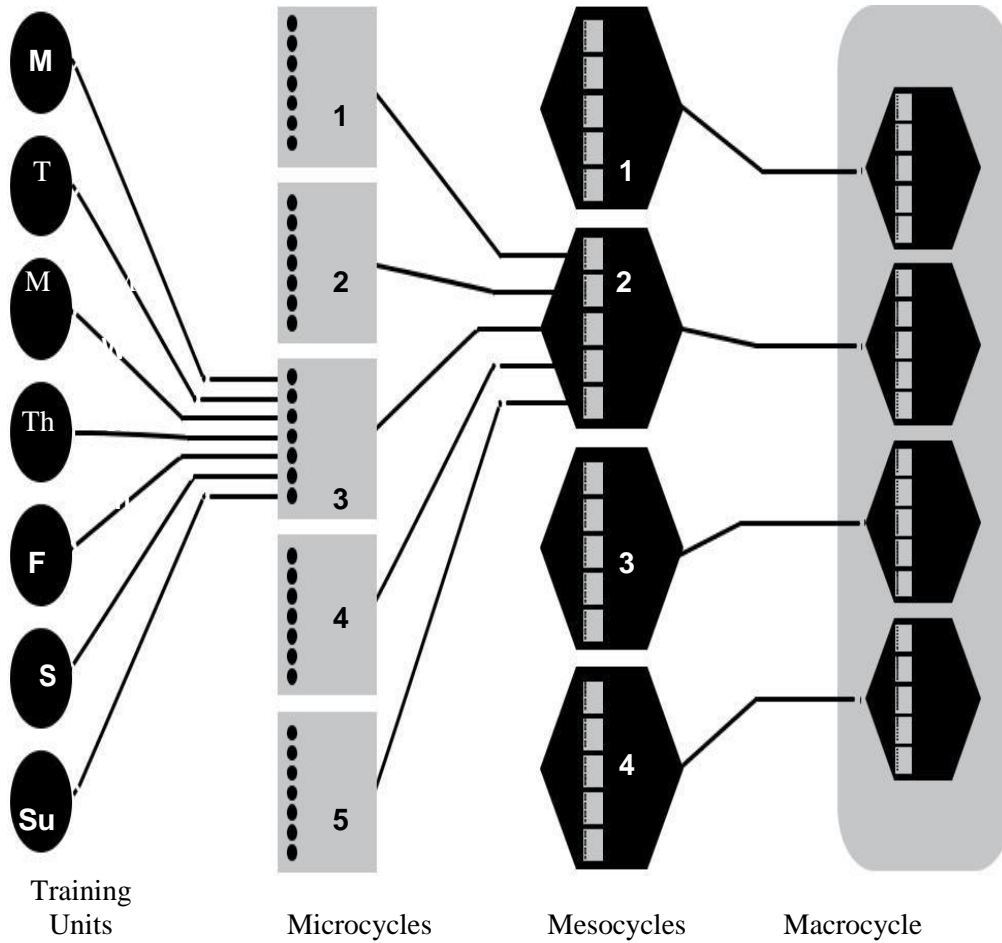 M
T
M
Th
F
S
Su
1
2
3
4
5
1
2
3
4
Training
Units
Microcycles
Mesocycles
Macrocycle